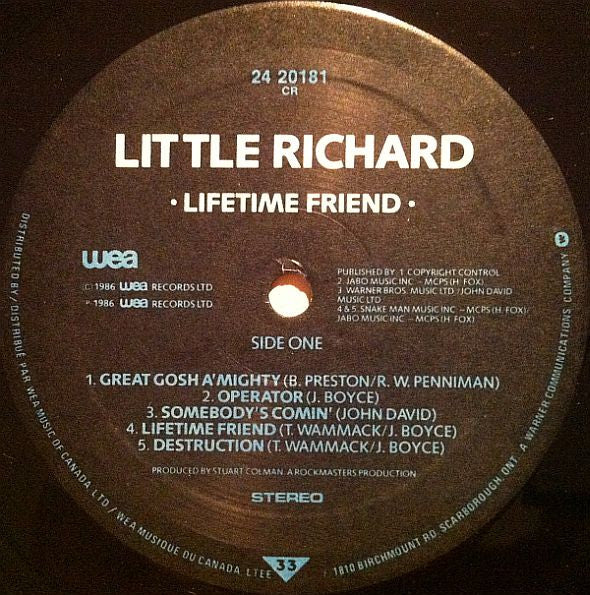 24 20181
CR
LITTLE RICHARD
• LIFETIME FRIEND •
wea
(C) 1986 wea RECORDS LTD.
P 1986 wea RECORDS LTD.
PUBLISHED BY: 1. COPYRIGHT CONTROL
2. JABO MUSIC INC – MCPS (H. FOX)
3. WARNER BROS. MUSIC LTD/JOHN DAVID
MUSIC LTD
4 & 5. SNAKE MAN MUSIC INC – MCPS (H. FOX)/
JABO MUSIC INC – MCPS (H. FOX)
SIDE ONE
1. GREAT GOSH A'MIGHTY (B. PRESTON/R. W. PENNIMAN)
2. OPERATOR (J. BOYCE)
3. SOMEBODY'S COMIN' (JOHN DAVID)
4. LIFETIME FRIEND (T. WAMMACK/J. BOYCE)
5. DESTRUCTION (T. WAMMACK/J. BOYCE)
PRODUCED BY STUART COLMAN. A ROCKMASTERS PRODUCTION
STEREO
33
DISTRIBUTED BY / DISTRIBUÉ PAR WEA MUSIC OF CANADA, LTD. / WEA MUSIQUE DU CANADA, LTÉE • 1810 BIRCHMOUNT RD. SCARBOROUGH, ONT. A WARNER COMMUNICATIONS COMPANY